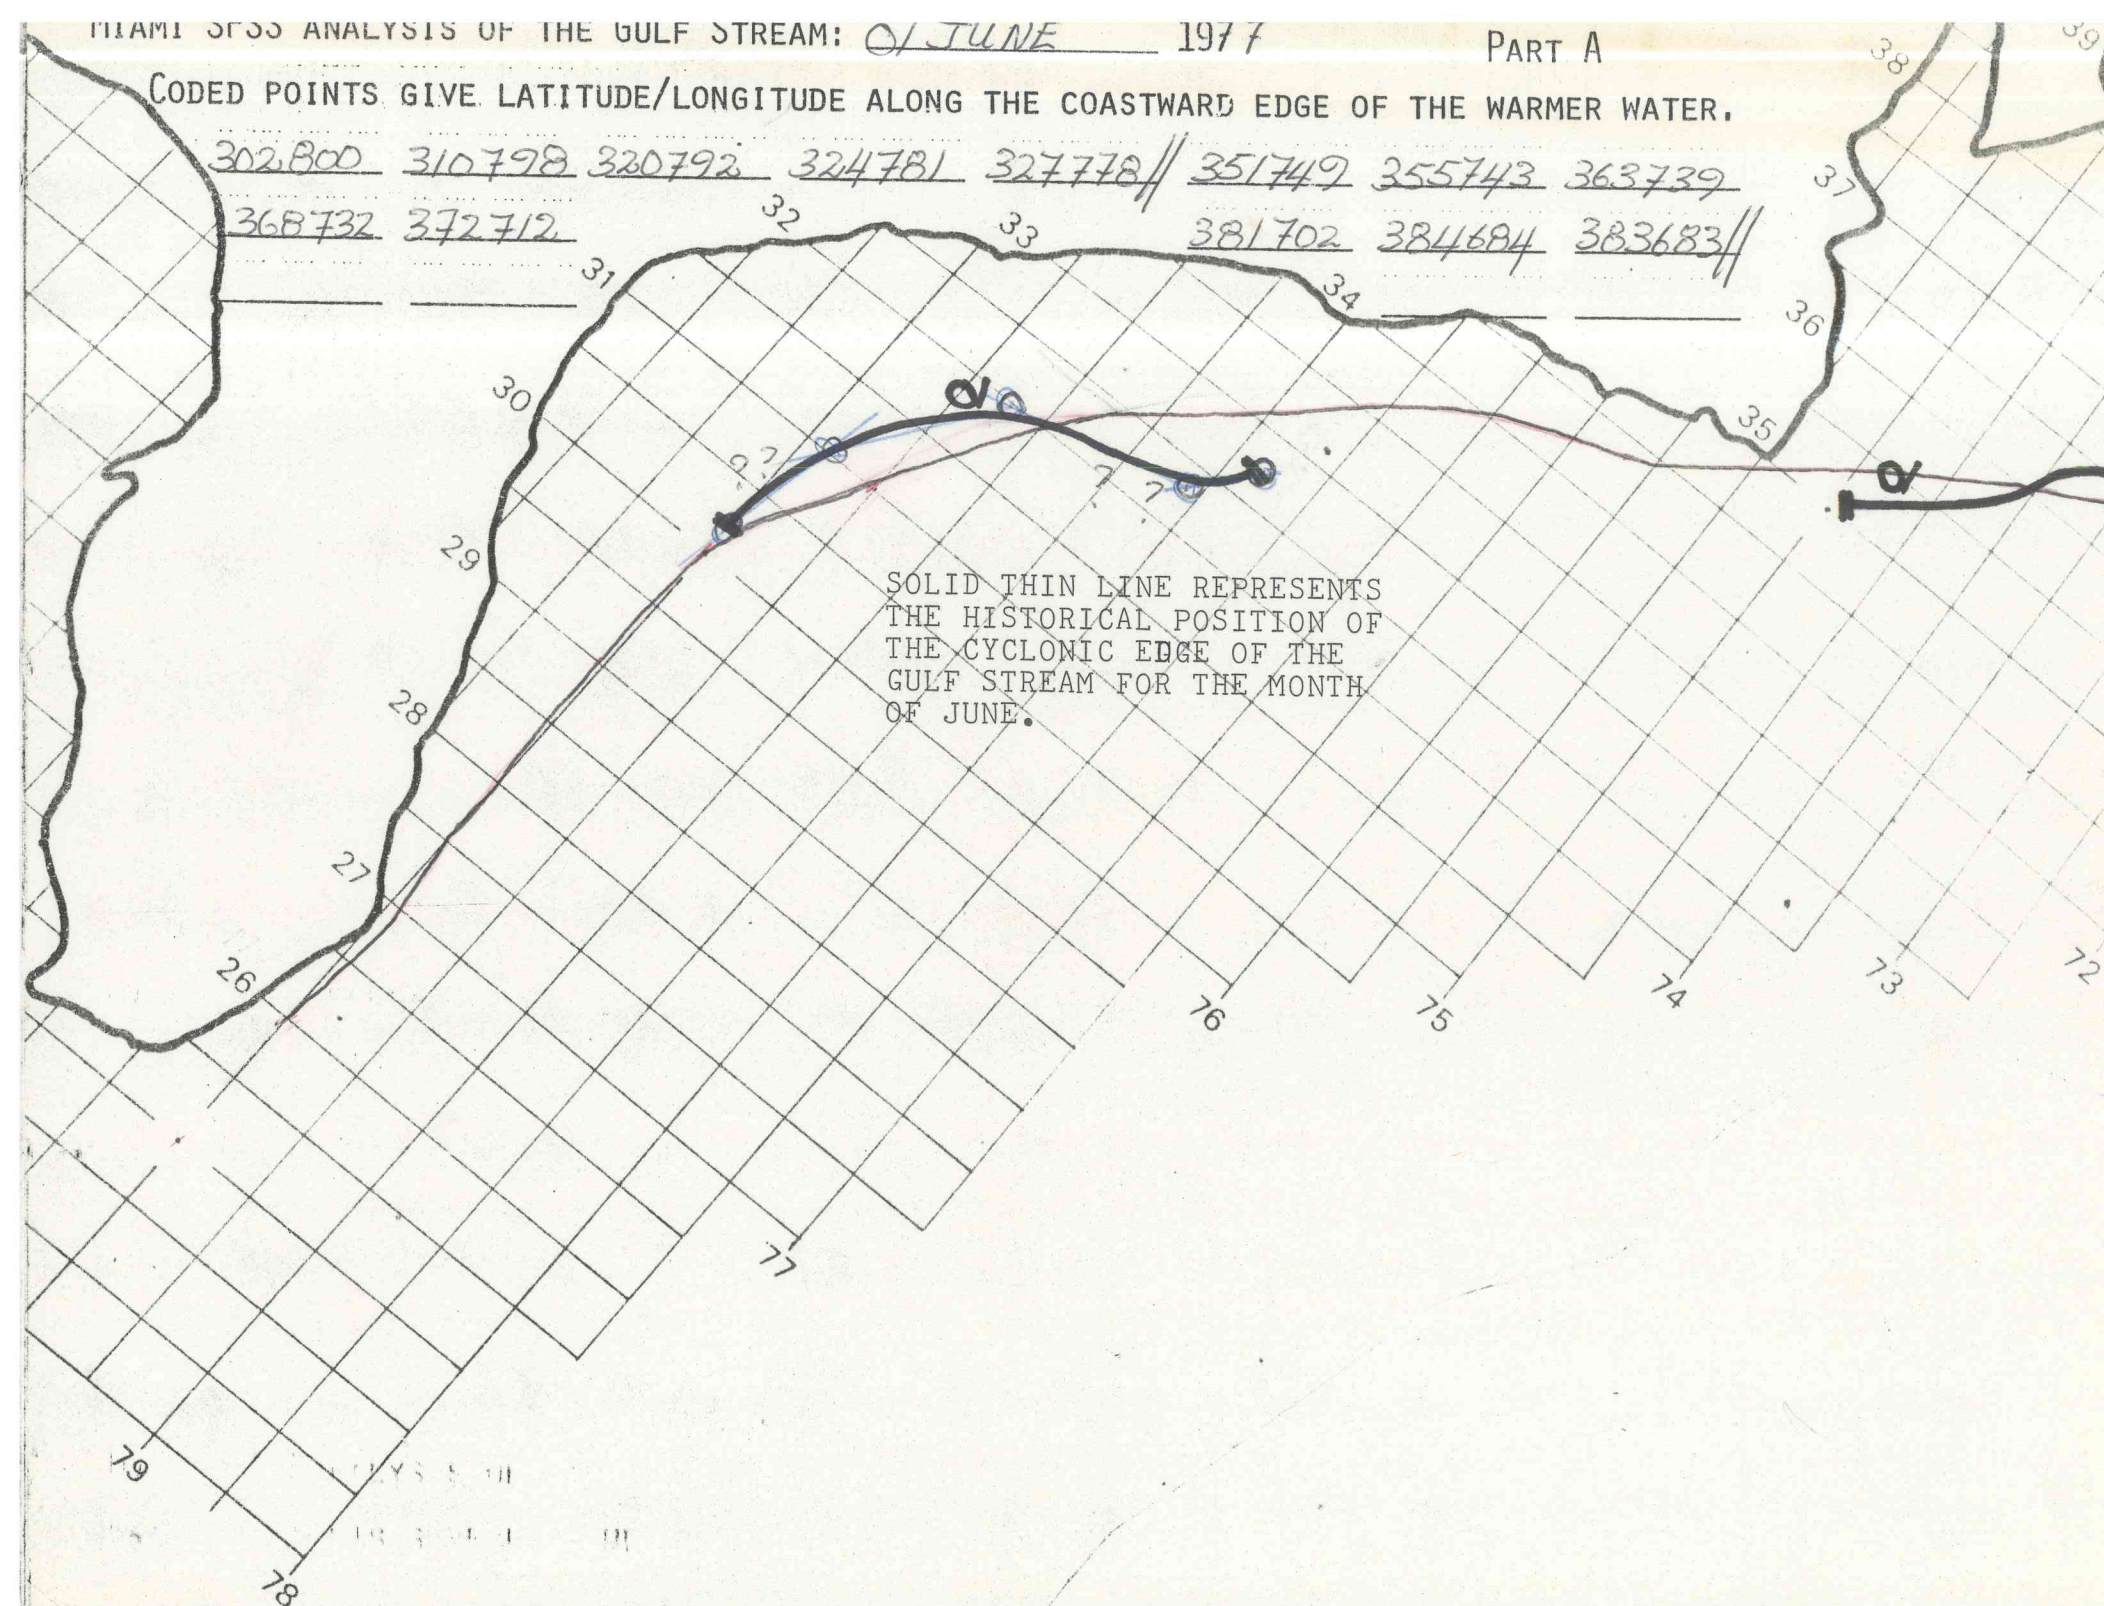 MIAMI SFSS ANALYSIS OF THE GULF STREAM: 01 JUNE 1977 PART A
CODED POINTS GIVE LATITUDE/LONGITUDE ALONG THE COASTWARD EDGE OF THE WARMER WATER.
302800 310798 320792 324781 327778// 351749 355743 363739
368732 372712 381702 384684 383683//
39
38
37
36
35
34
33
32
31
30
29
28
27
26
01
01
? ?
? ?
SOLID THIN LINE REPRESENTS
THE HISTORICAL POSITION OF
THE CYCLONIC EDGE OF THE
GULF STREAM FOR THE MONTH
OF JUNE.
72
73
74
75
76
77
78
79